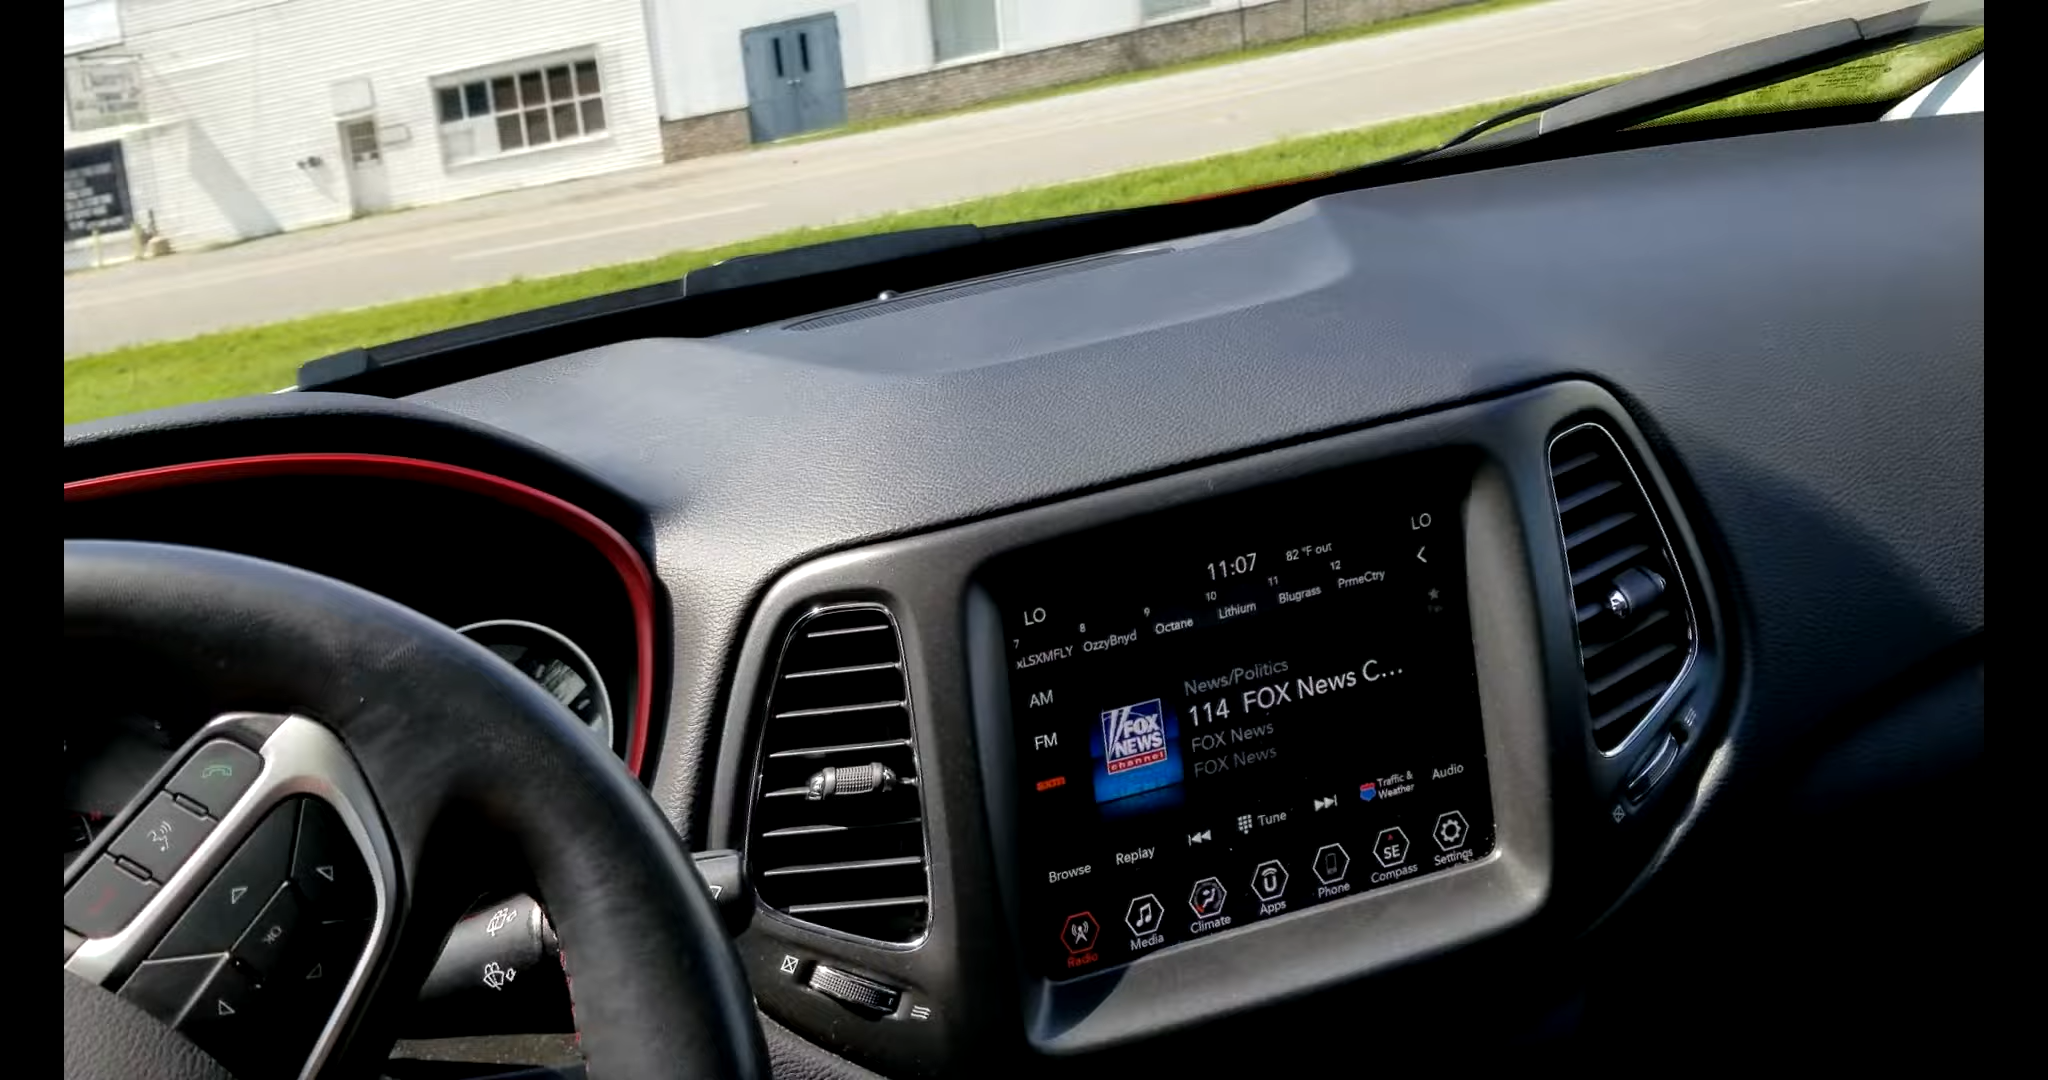 LO
11:07
82 °F out
LO
7
8
9
10
11
12
xLSXMFLY
OzzyBnyd
Octane
Lithium
Blugrass
PrmeCtry
AM
FM
sxm
FOX
NEWS
channel
News/Politics
114 FOX News C...
FOX News
FOX News
Browse
Replay
Tune
Traffic &
Weather
Audio
Radio
Media
Climate
Apps
Phone
SE
Compass
Settings
OK